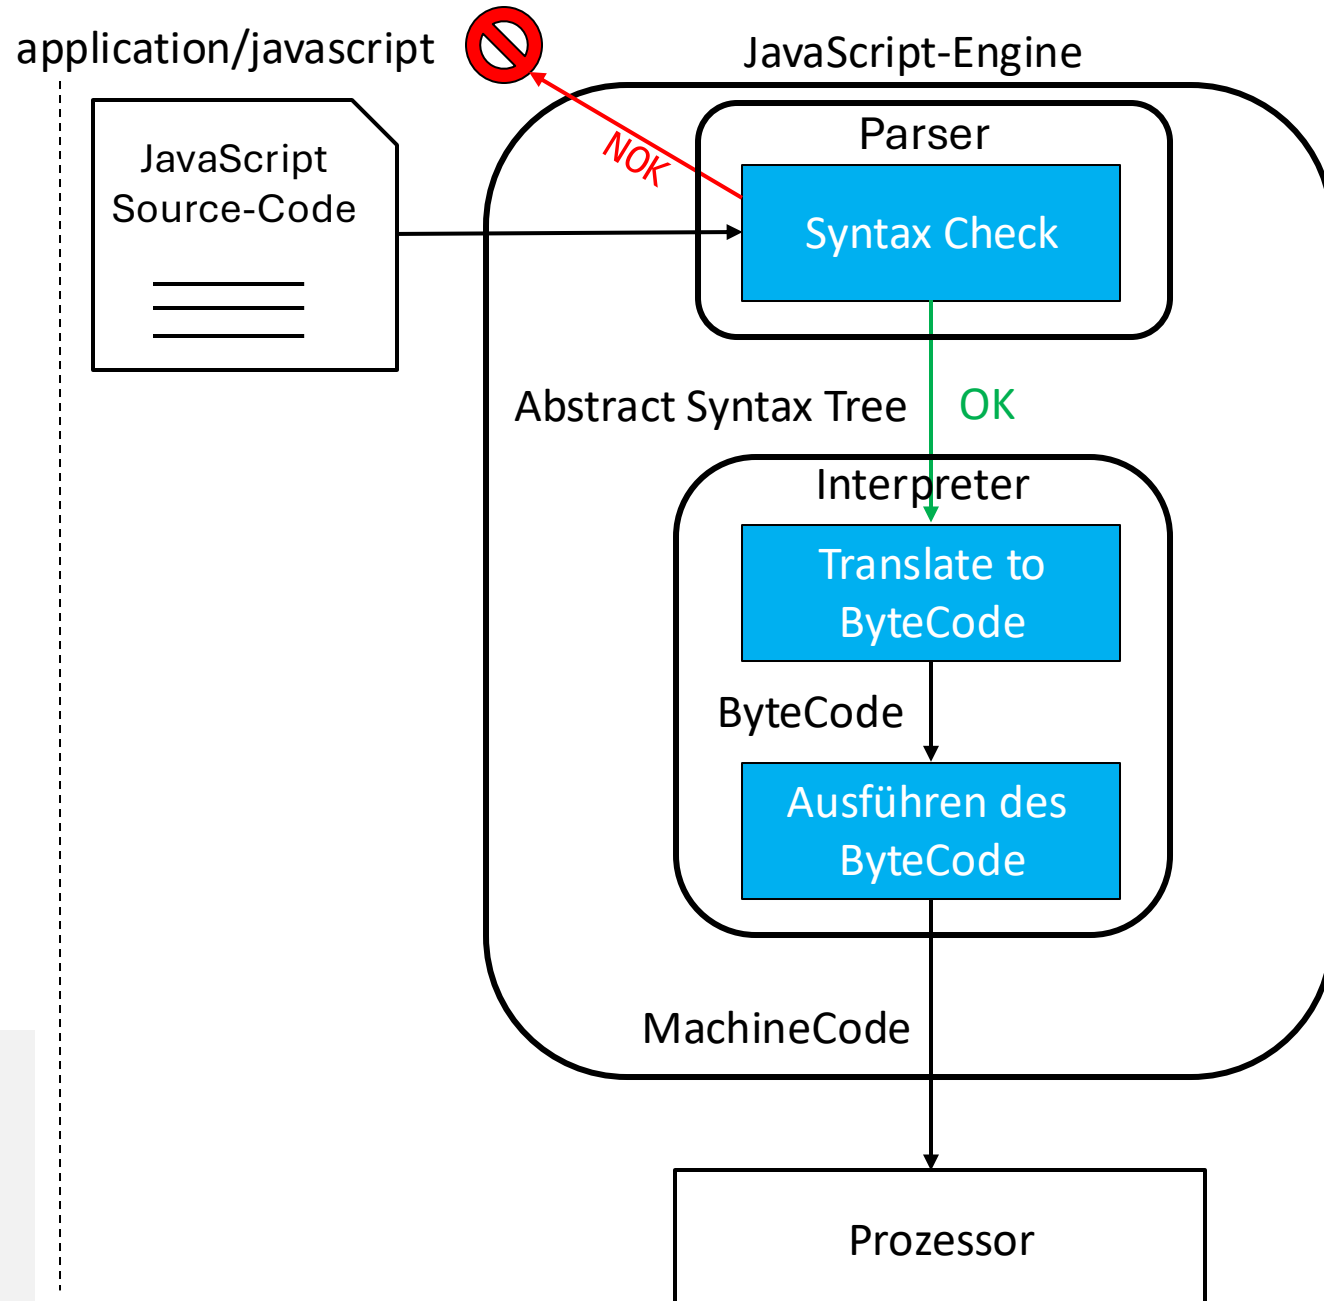 application/javascript
JavaScript-Engine
JavaScript
Source-Code
NOK
Parser
Syntax Check
Abstract Syntax Tree
OK
Interpreter
Translate to
ByteCode
ByteCode
Ausführen des
ByteCode
MachineCode
Prozessor